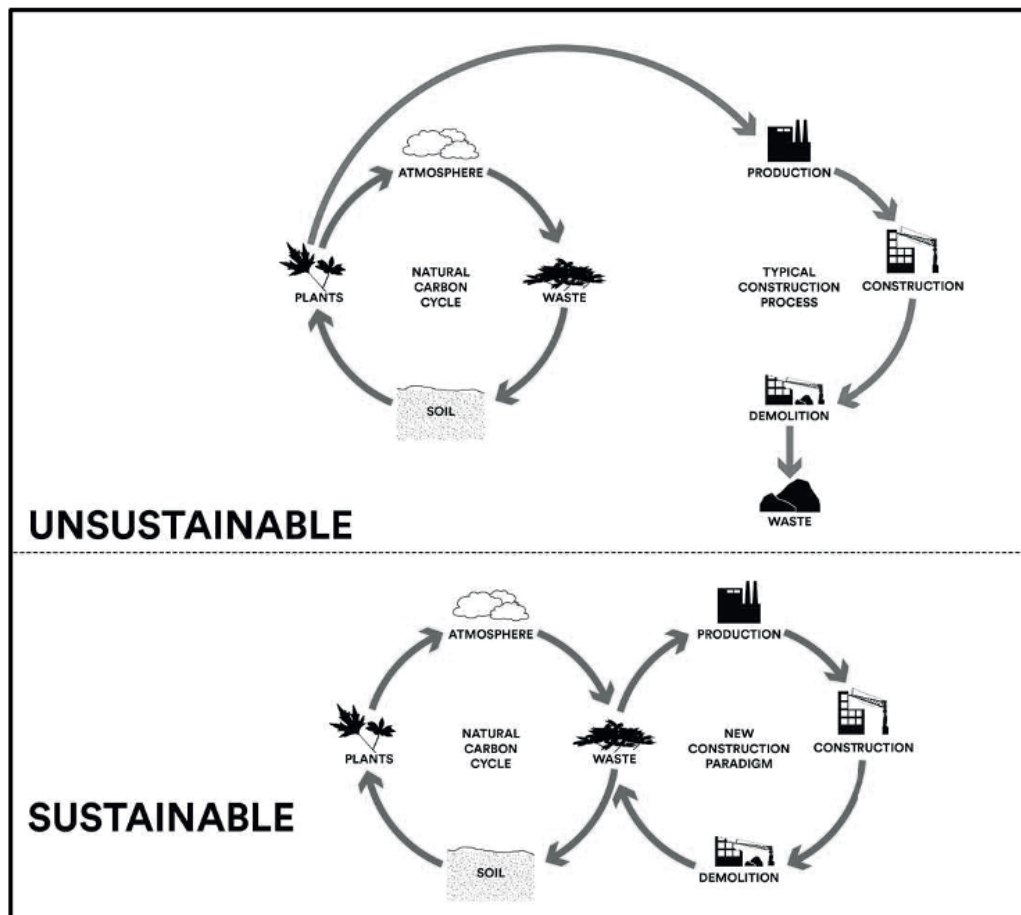 ATMOSPHERE
PRODUCTION
PLANTS
NATURAL
CARBON
CYCLE
WASTE
TYPICAL
CONSTRUCTION
PROCESS
CONSTRUCTION
SOIL
DEMOLITION
WASTE
UNSUSTAINABLE
ATMOSPHERE
PRODUCTION
PLANTS
NATURAL
CARBON
CYCLE
WASTE
NEW
CONSTRUCTION
PARADIGM
CONSTRUCTION
SUSTAINABLE
SOIL
DEMOLITION